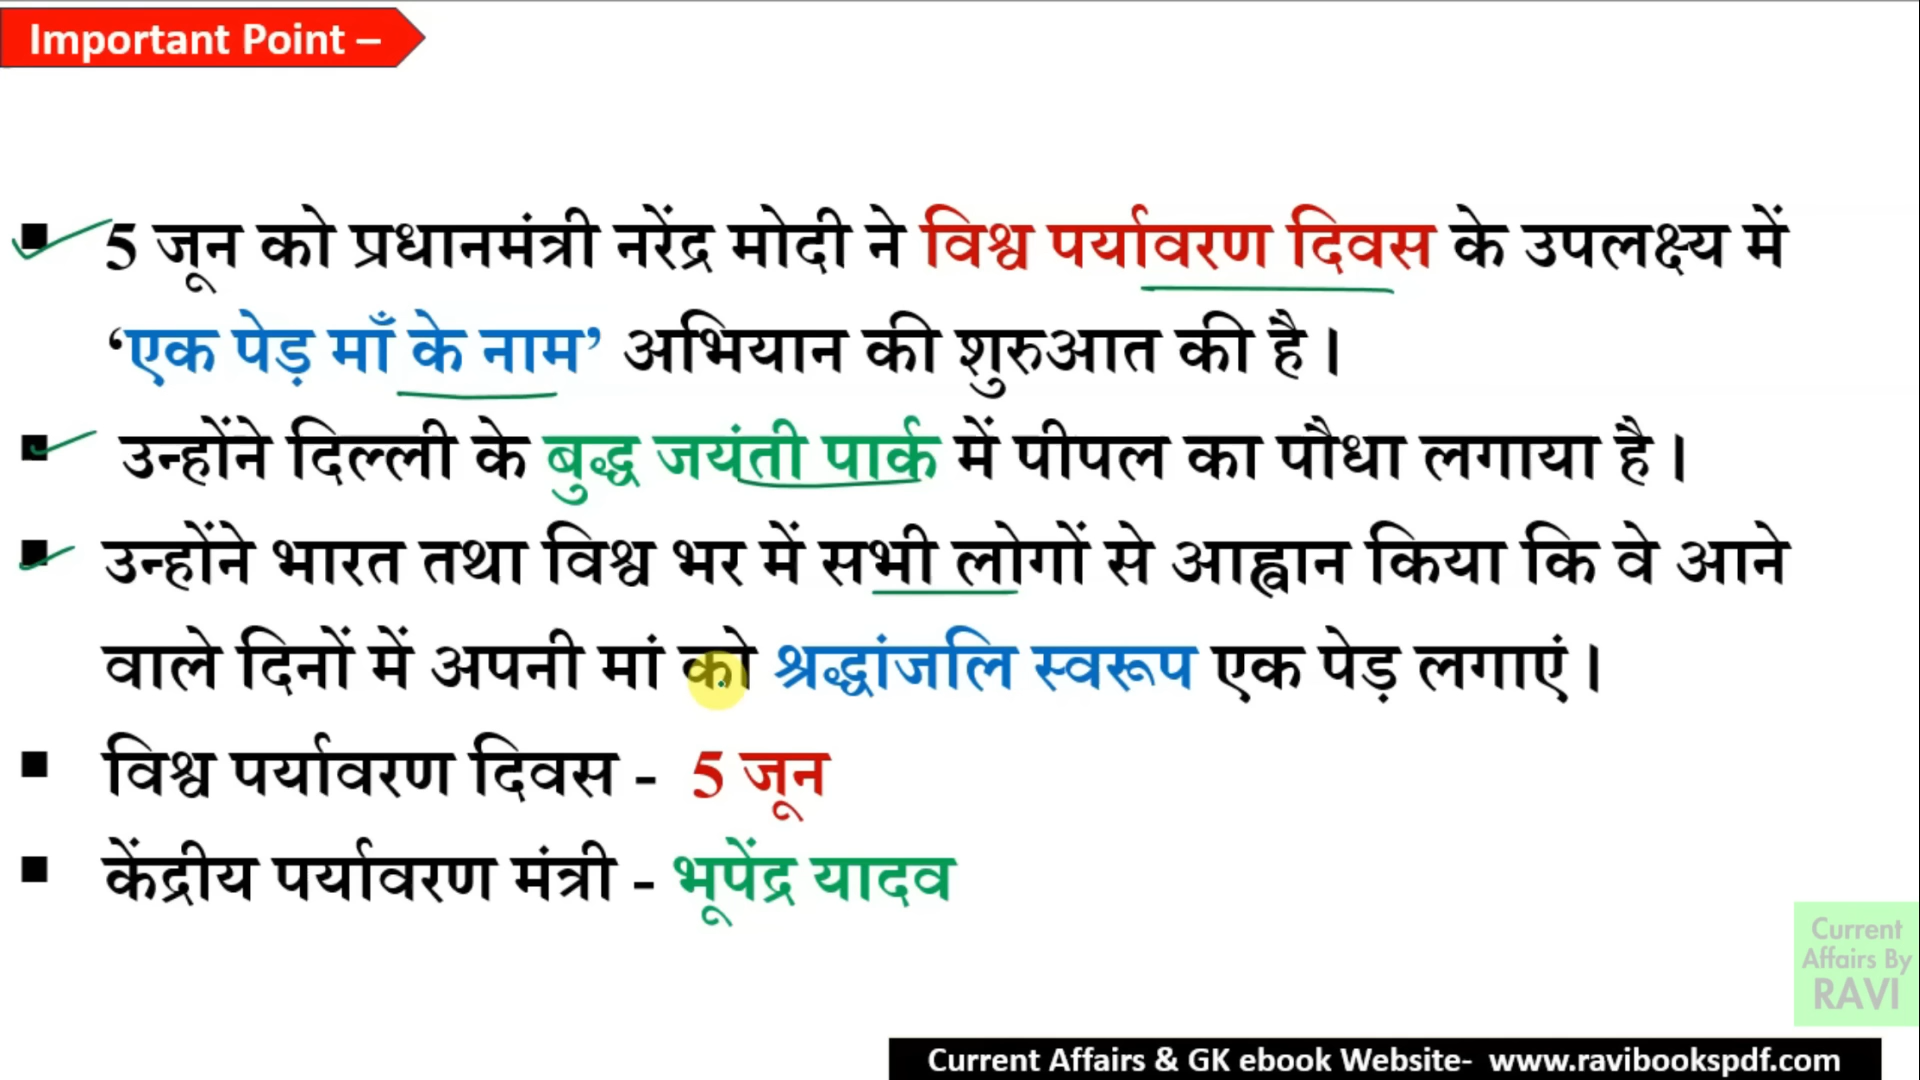 Important Point –
▪ 5 जून को प्रधानमंत्री नरेंद्र मोदी ने विश्व पर्यावरण दिवस के उपलक्ष्य में
‘एक पेड़ माँ के नाम’ अभियान की शुरुआत की है।
▪ उन्होंने दिल्ली के बुद्ध जयंती पार्क में पीपल का पौधा लगाया है।
▪ उन्होंने भारत तथा विश्व भर में सभी लोगों से आह्वान किया कि वे आने
वाले दिनों में अपनी मां को श्रद्धांजलि स्वरूप एक पेड़ लगाएं।
▪ विश्व पर्यावरण दिवस - 5 जून
▪ केंद्रीय पर्यावरण मंत्री - भूपेंद्र यादव
Current
Affairs By
RAVI
Current Affairs & GK ebook Website- www.ravibookspdf.com